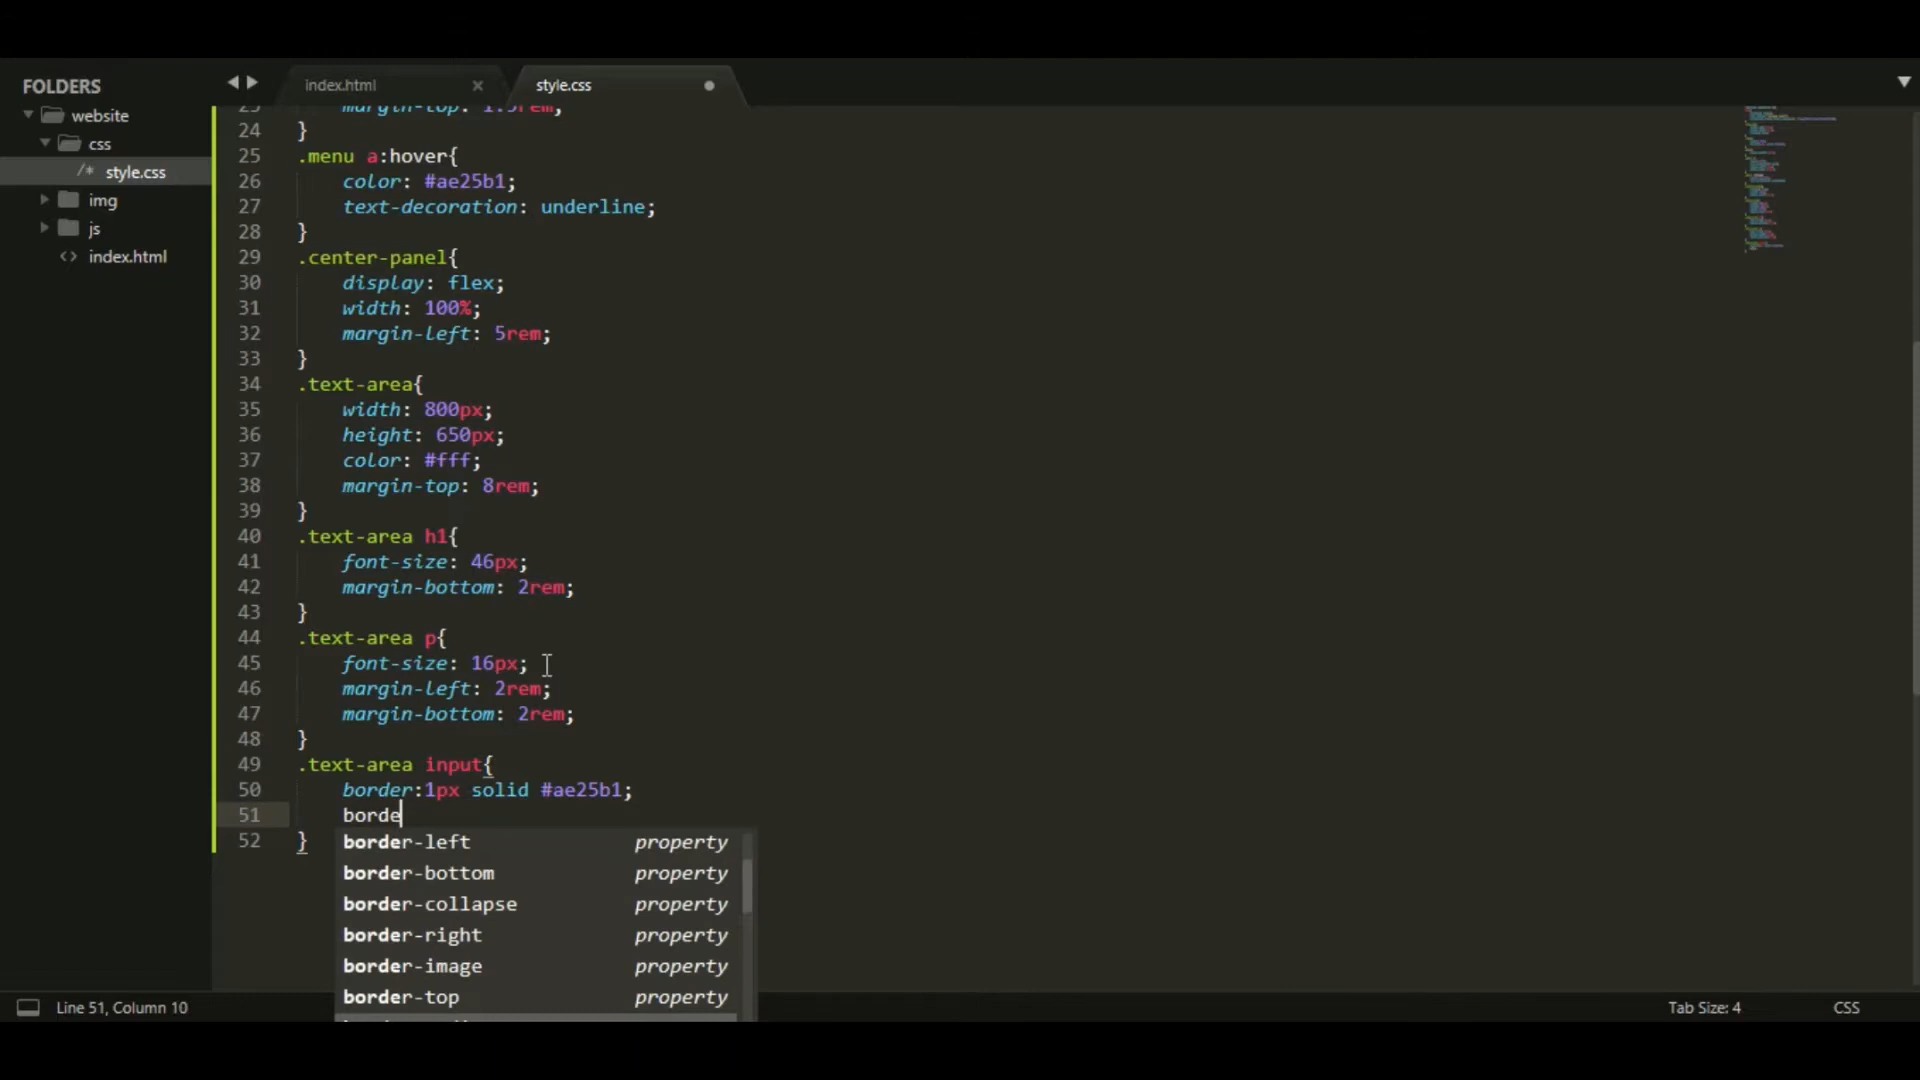 FOLDERS
website
css
/* style.css
img
js
<> index.html
index.html ×
style.css
margin-top: 1.5rem;
24 }
25 .menu a:hover{
26 color: #ae25b1;
27 text-decoration: underline;
28 }
29 .center-panel{
30 display: flex;
31 width: 100%;
32 margin-left: 5rem;
33 }
34 .text-area{
35 width: 800px;
36 height: 650px;
37 color: #fff;
38 margin-top: 8rem;
39 }
40 .text-area h1{
41 font-size: 46px;
42 margin-bottom: 2rem;
43 }
44 .text-area p{
45 font-size: 16px;
46 margin-left: 2rem;
47 margin-bottom: 2rem;
48 }
49 .text-area input{
50 border:1px solid #ae25b1;
51 borde
52 }
border-left property
border-bottom property
border-collapse property
border-right property
border-image property
border-top property
Line 51, Column 10
Tab Size: 4
CSS